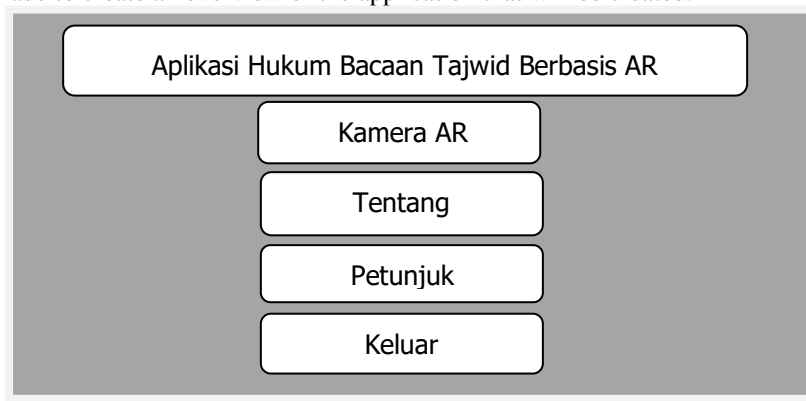 Aplikasi Hukum Bacaan Tajwid Berbasis AR
Kamera AR
Tentang
Petunjuk
Keluar